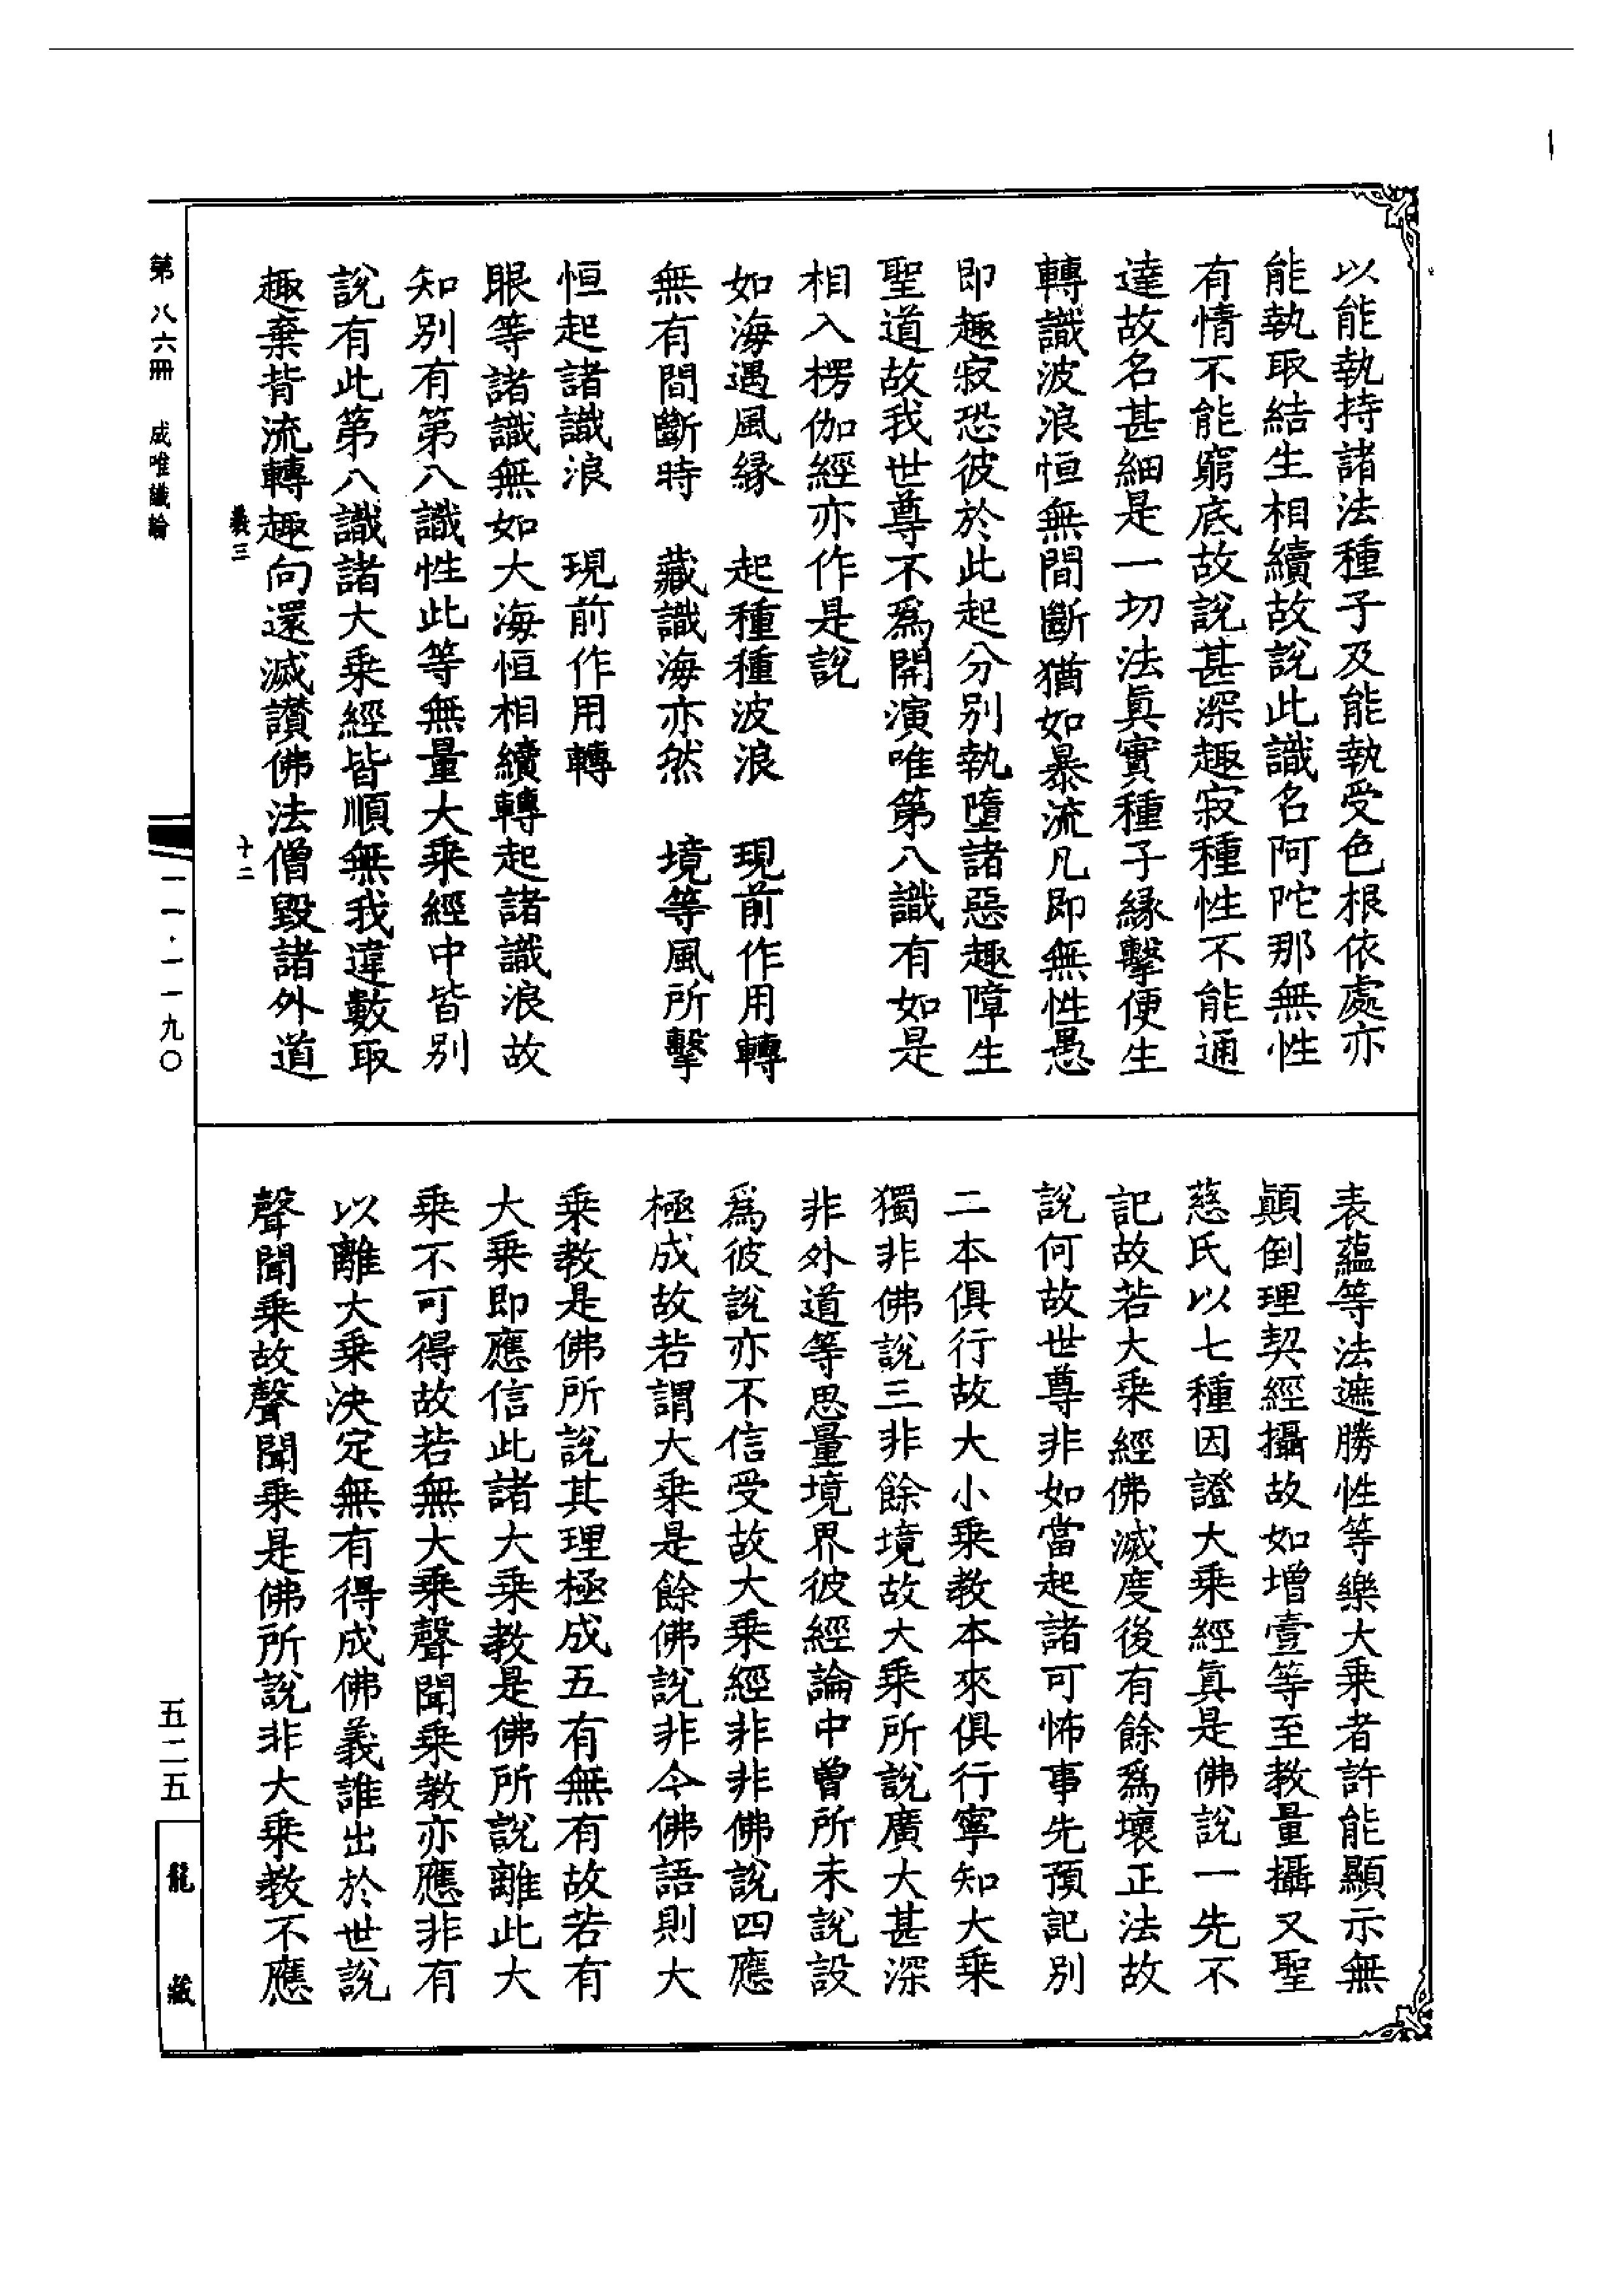 以能執持諸法種子及能執受色根依處亦
能執取結生相續故說此識名阿陀那無性
有情不能窮底故說甚深趣寂種性不能通
達故名甚細是一切法眞實種子緣擊便生
轉識波浪恒無間斷猶如暴流凡即無性愚
即趣寂恐彼於此起分別執墮諸惡趣障生
聖道故我世尊不爲開演唯第八識有如是
相入楞伽經亦作是說
如海遇風緣 起種種波浪 現前作用轉
無有間斷時 藏識海亦然 境等風所擊
恒起諸識浪 現前作用轉
眼等諸識無如大海恒相續轉起諸識浪故
知別有第八識性此等無量大乘經中皆別
說有此第八識諸大乘經皆順無我違數取
趣棄背流轉趣向還滅讚佛法僧毀諸外道
表蘊等法遮勝性等樂大乘者許能顯示無
顛倒理契經攝故如增壹等至教量攝又聖
慈氏以七種因證大乘經眞是佛說一先不
記故若大乘經佛滅度後有餘爲壞正法故
說何故世尊非如當起諸可怖事先預記別
二本俱行故大小乘教本來俱行寧知大乘
獨非佛說三非餘境故大乘所說廣大甚深
非外道等思量境界彼經論中曾所未說設
爲彼說亦不信受故大乘經非非佛說四應
極成故若謂大乘是餘佛說非今佛語則大
乘教是佛所說其理極成五有無有故若有
大乘即應信此諸大乘教是佛所說離此大
乘不可得故若無大乘聲聞乘教亦應非有
以離大乘決定無有得成佛義誰出於世說
聲聞乘故聲聞乘是佛所說非大乘教不應
義三 十二
第八六冊 成唯識論
一一·一一九〇
五二五
龍藏